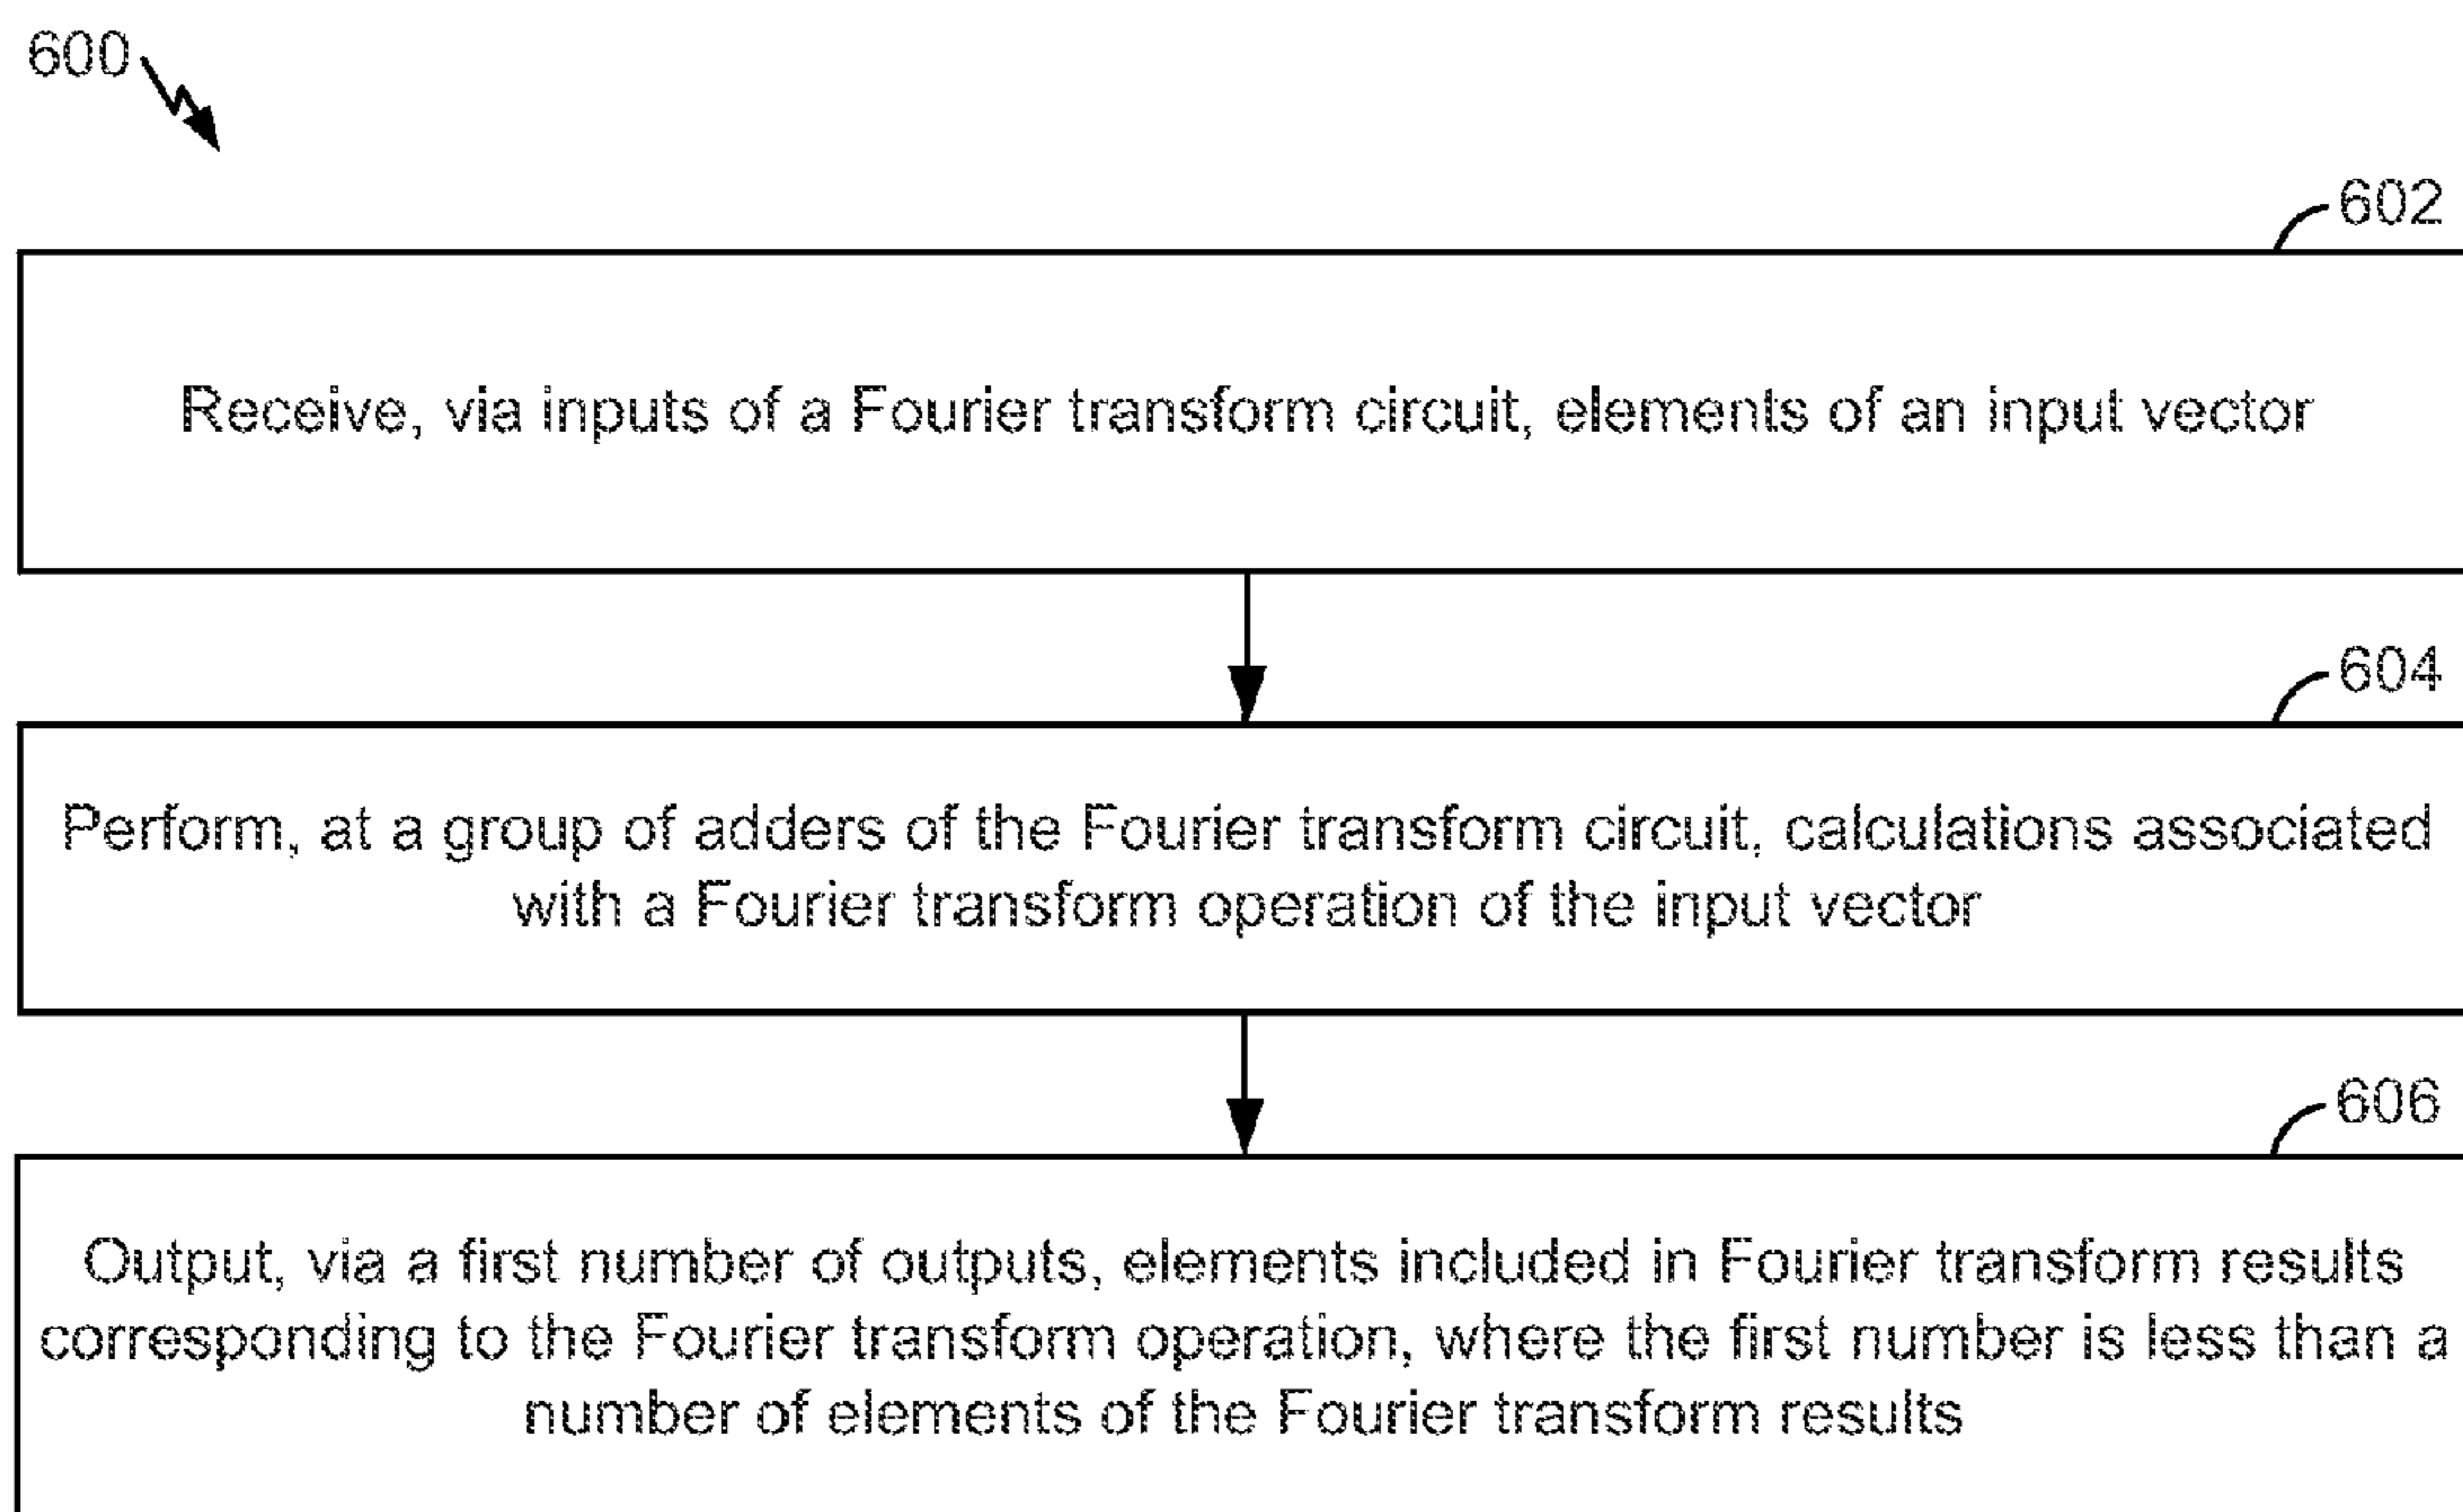 600
602
Receive, via inputs of a Fourier transform circuit, elements of an input vector
604
Perform, at a group of adders of the Fourier transform circuit, calculations associated
with a Fourier transform operation of the input vector
606
Output, via a first number of outputs, elements included in Fourier transform results
corresponding to the Fourier transform operation, where the first number is less than a
number of elements of the Fourier transform results